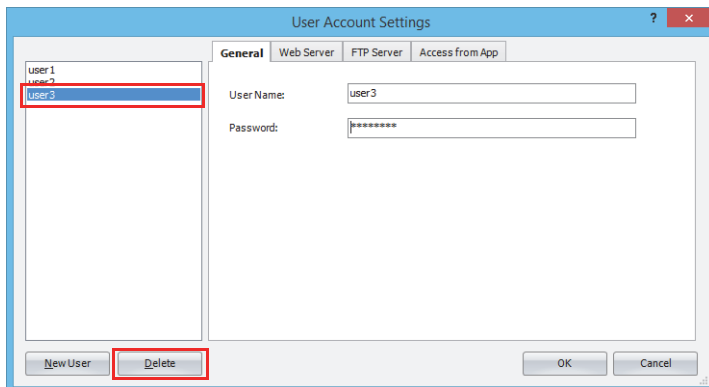 User Account Settings
?
General Web Server FTP Server Access from App
user1
user2
user3
User Name: user3
Password: ********
New User Delete OK Cancel